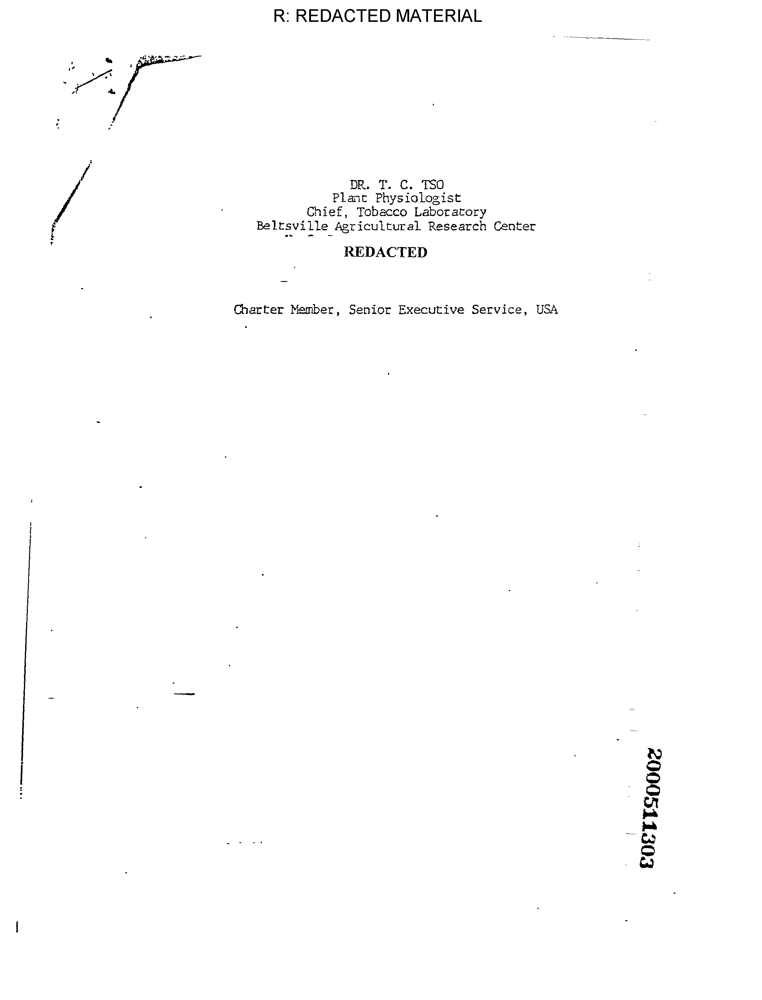 R: REDACTED MATERIAL
DR. T. C. TSO
Plant Physiologist
Chief, Tobacco Laboratory
Beltsville Agricultural Research Center
REDACTED
Charter Member, Senior Executive Service, USA
2000511303